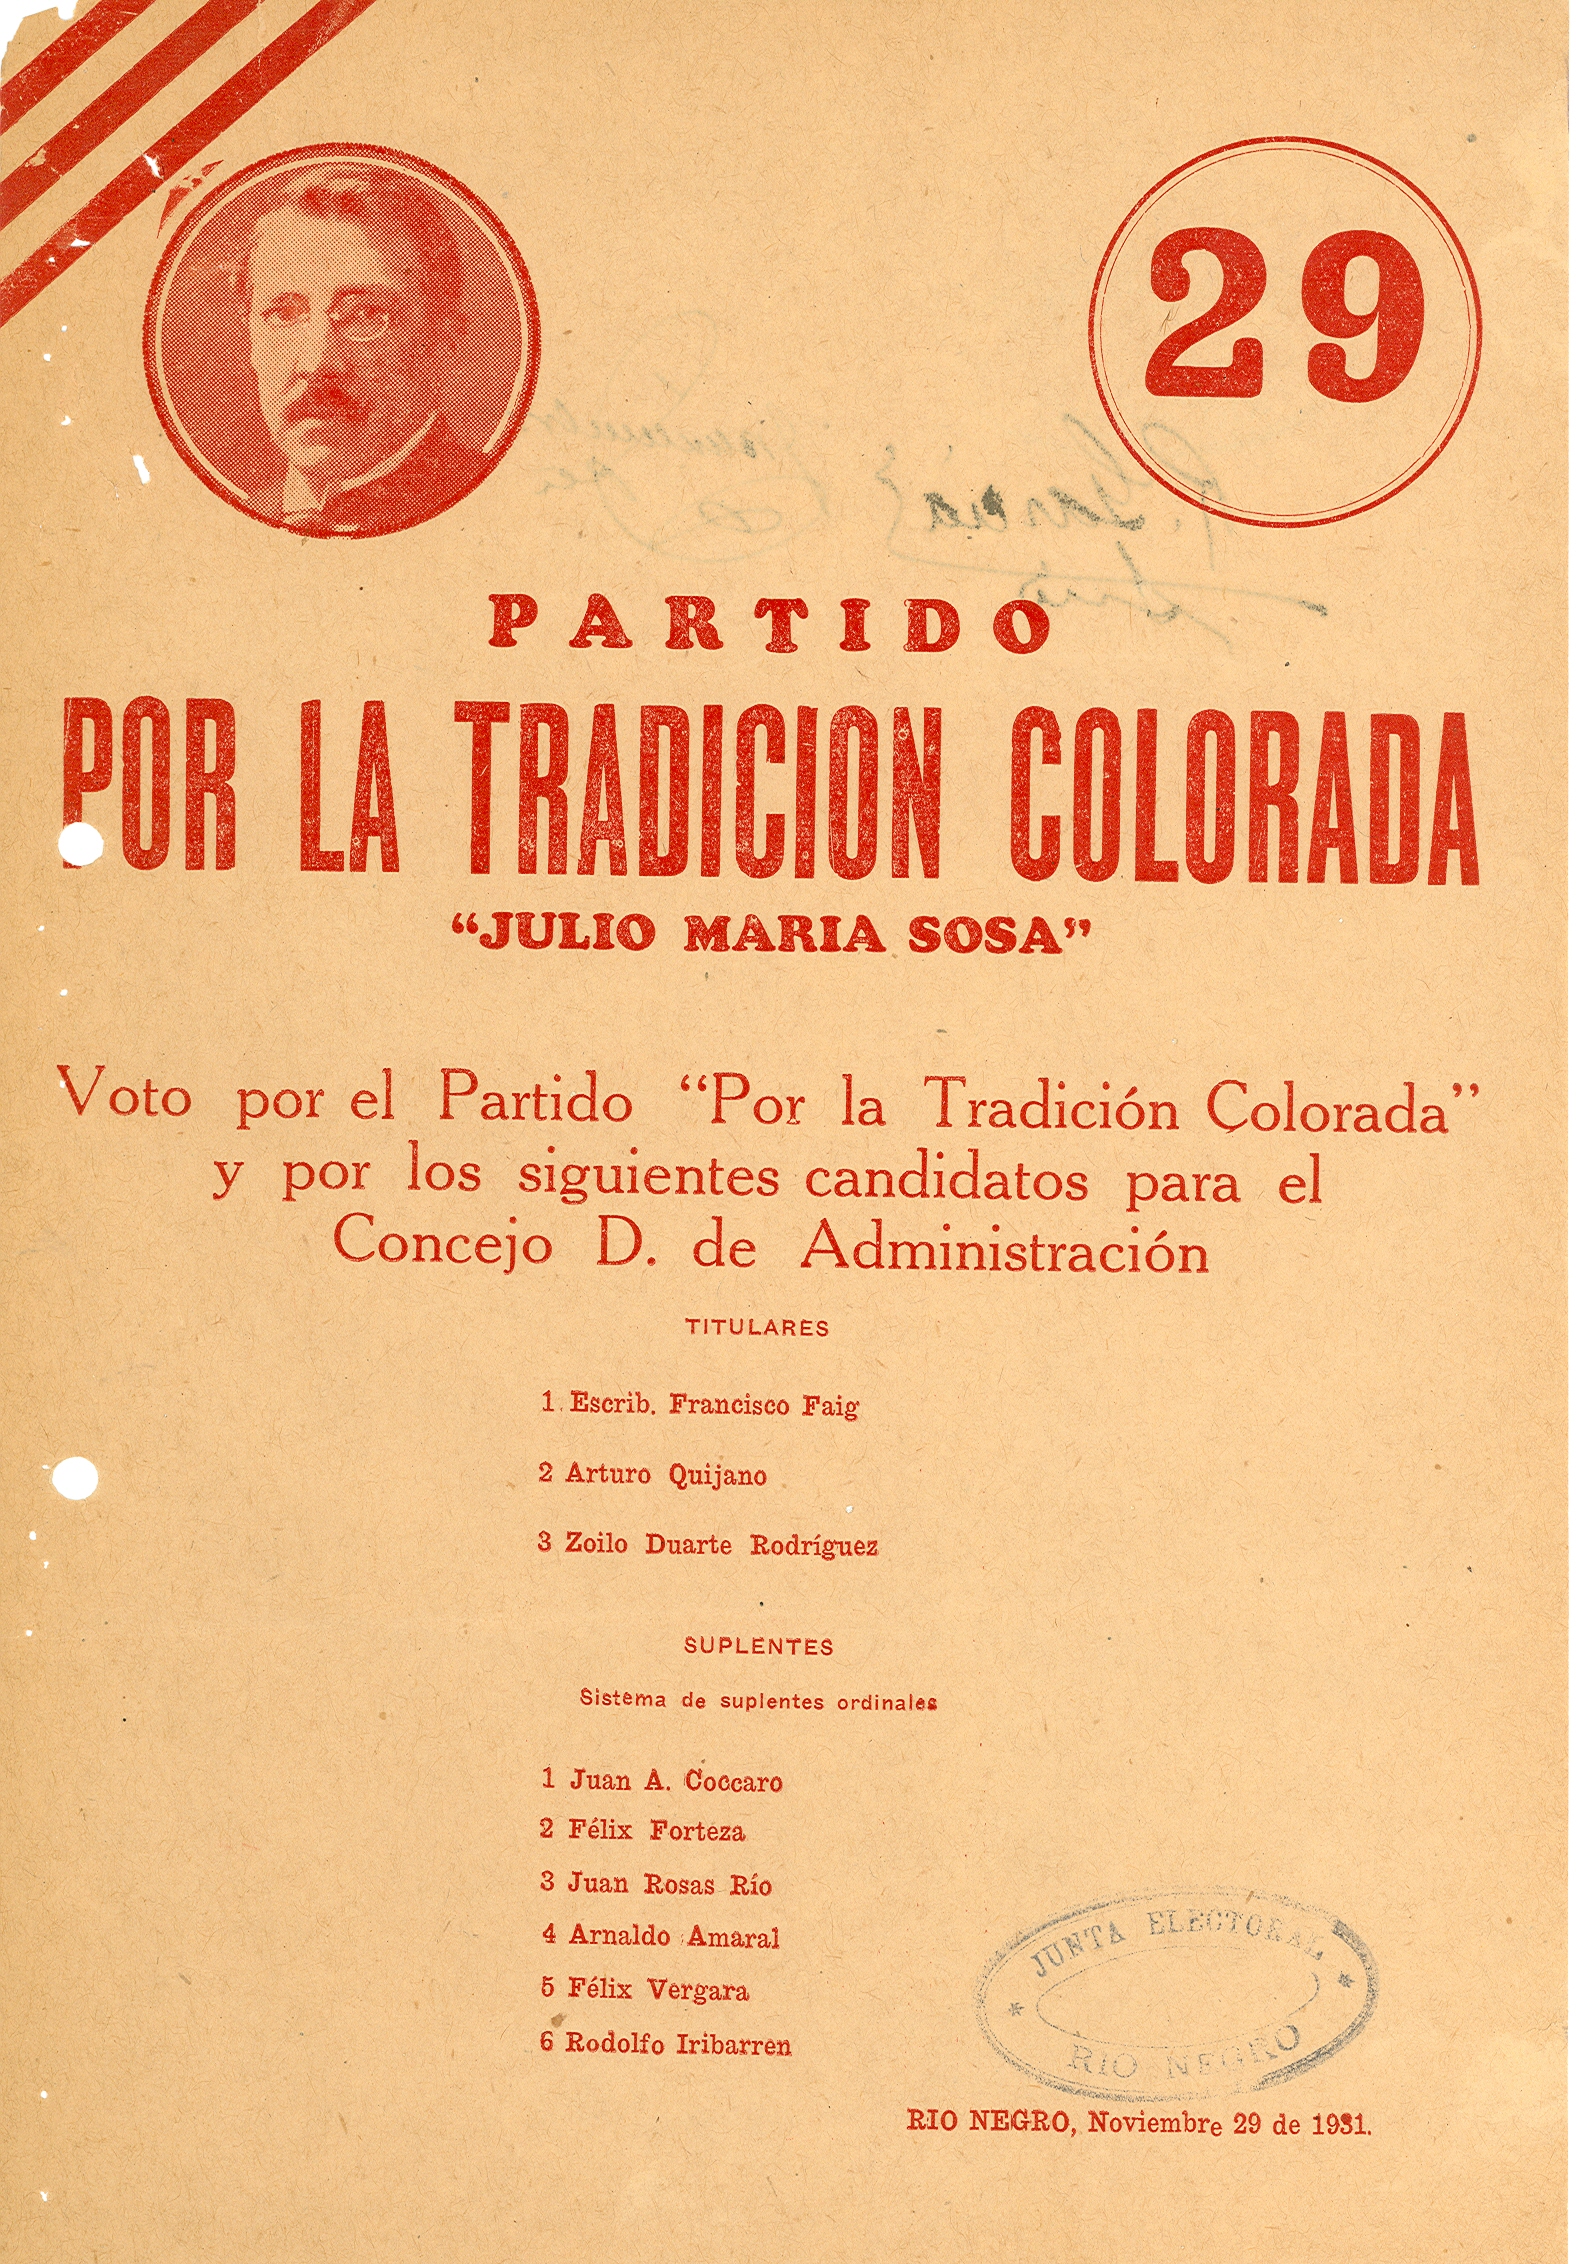 29
PARTIDO
POR LA TRADICION COLORADA
“JULIO MARIA SOSA”
Voto por el Partido “Por la Tradición Colorada”
y por los siguientes candidatos para el
Concejo D. de Administración
TITULARES
1. Escrib. Francisco Faig
2 Arturo Quijano
3 Zoilo Duarte Rodríguez
SUPLENTES
Sistema de suplentes ordinales
1 Juan A. Coccaro
2 Félix Forteza
3 Juan Rosas Río
4 Arnaldo Amaral
5 Félix Vergara
6 Rodolfo Iribarren
JUNTA ELECTORAL
RIO NEGRO
RIO NEGRO, Noviembre 29 de 1931.